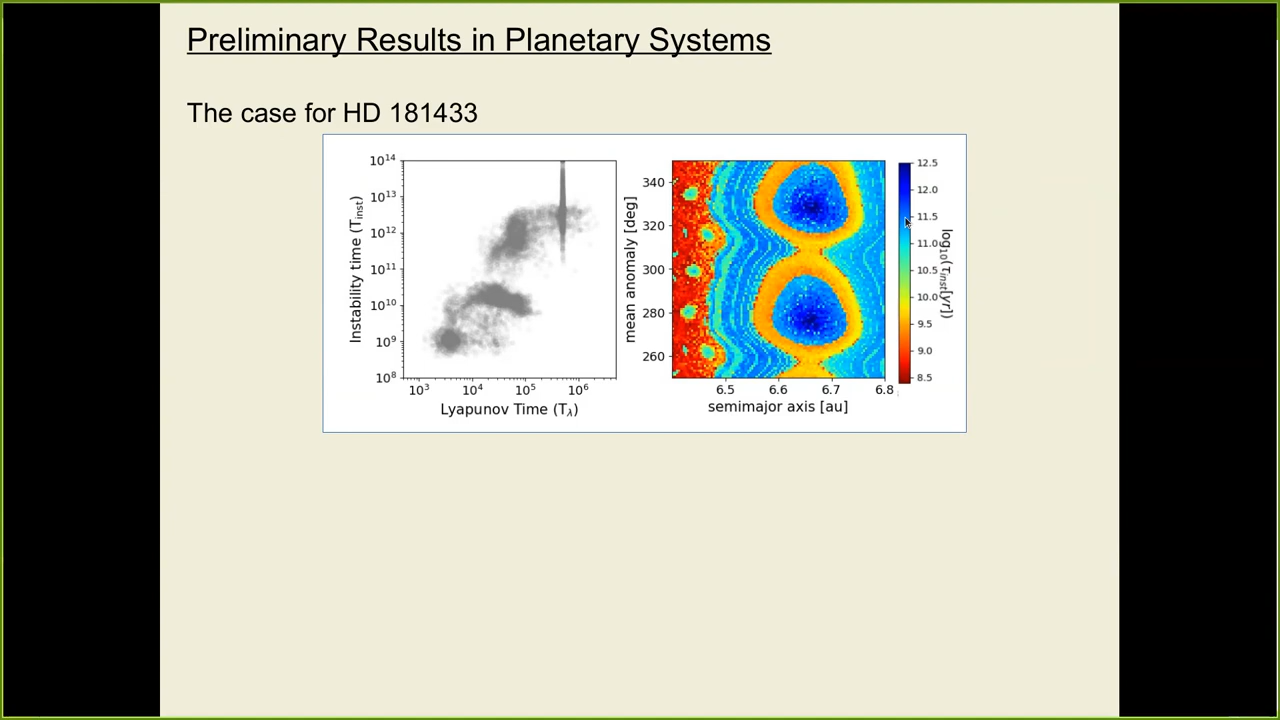 Preliminary Results in Planetary Systems
The case for HD 181433
Instability time (T_inst)
10^14
10^13
10^12
10^11
10^10
10^9
10^8
10^3 10^4 10^5 10^6
Lyapunov Time (T_λ)
mean anomaly [deg]
340
320
300
280
260
6.5 6.6 6.7 6.8
semimajor axis [au]
12.5
12.0
11.5
11.0
10.5
10.0
9.5
9.0
8.5
log_10(τ_inst[yr])